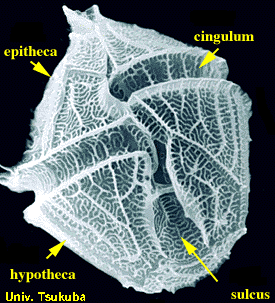 cingulum
epitheca
hypotheca
sulcus
Univ. Tsukuba